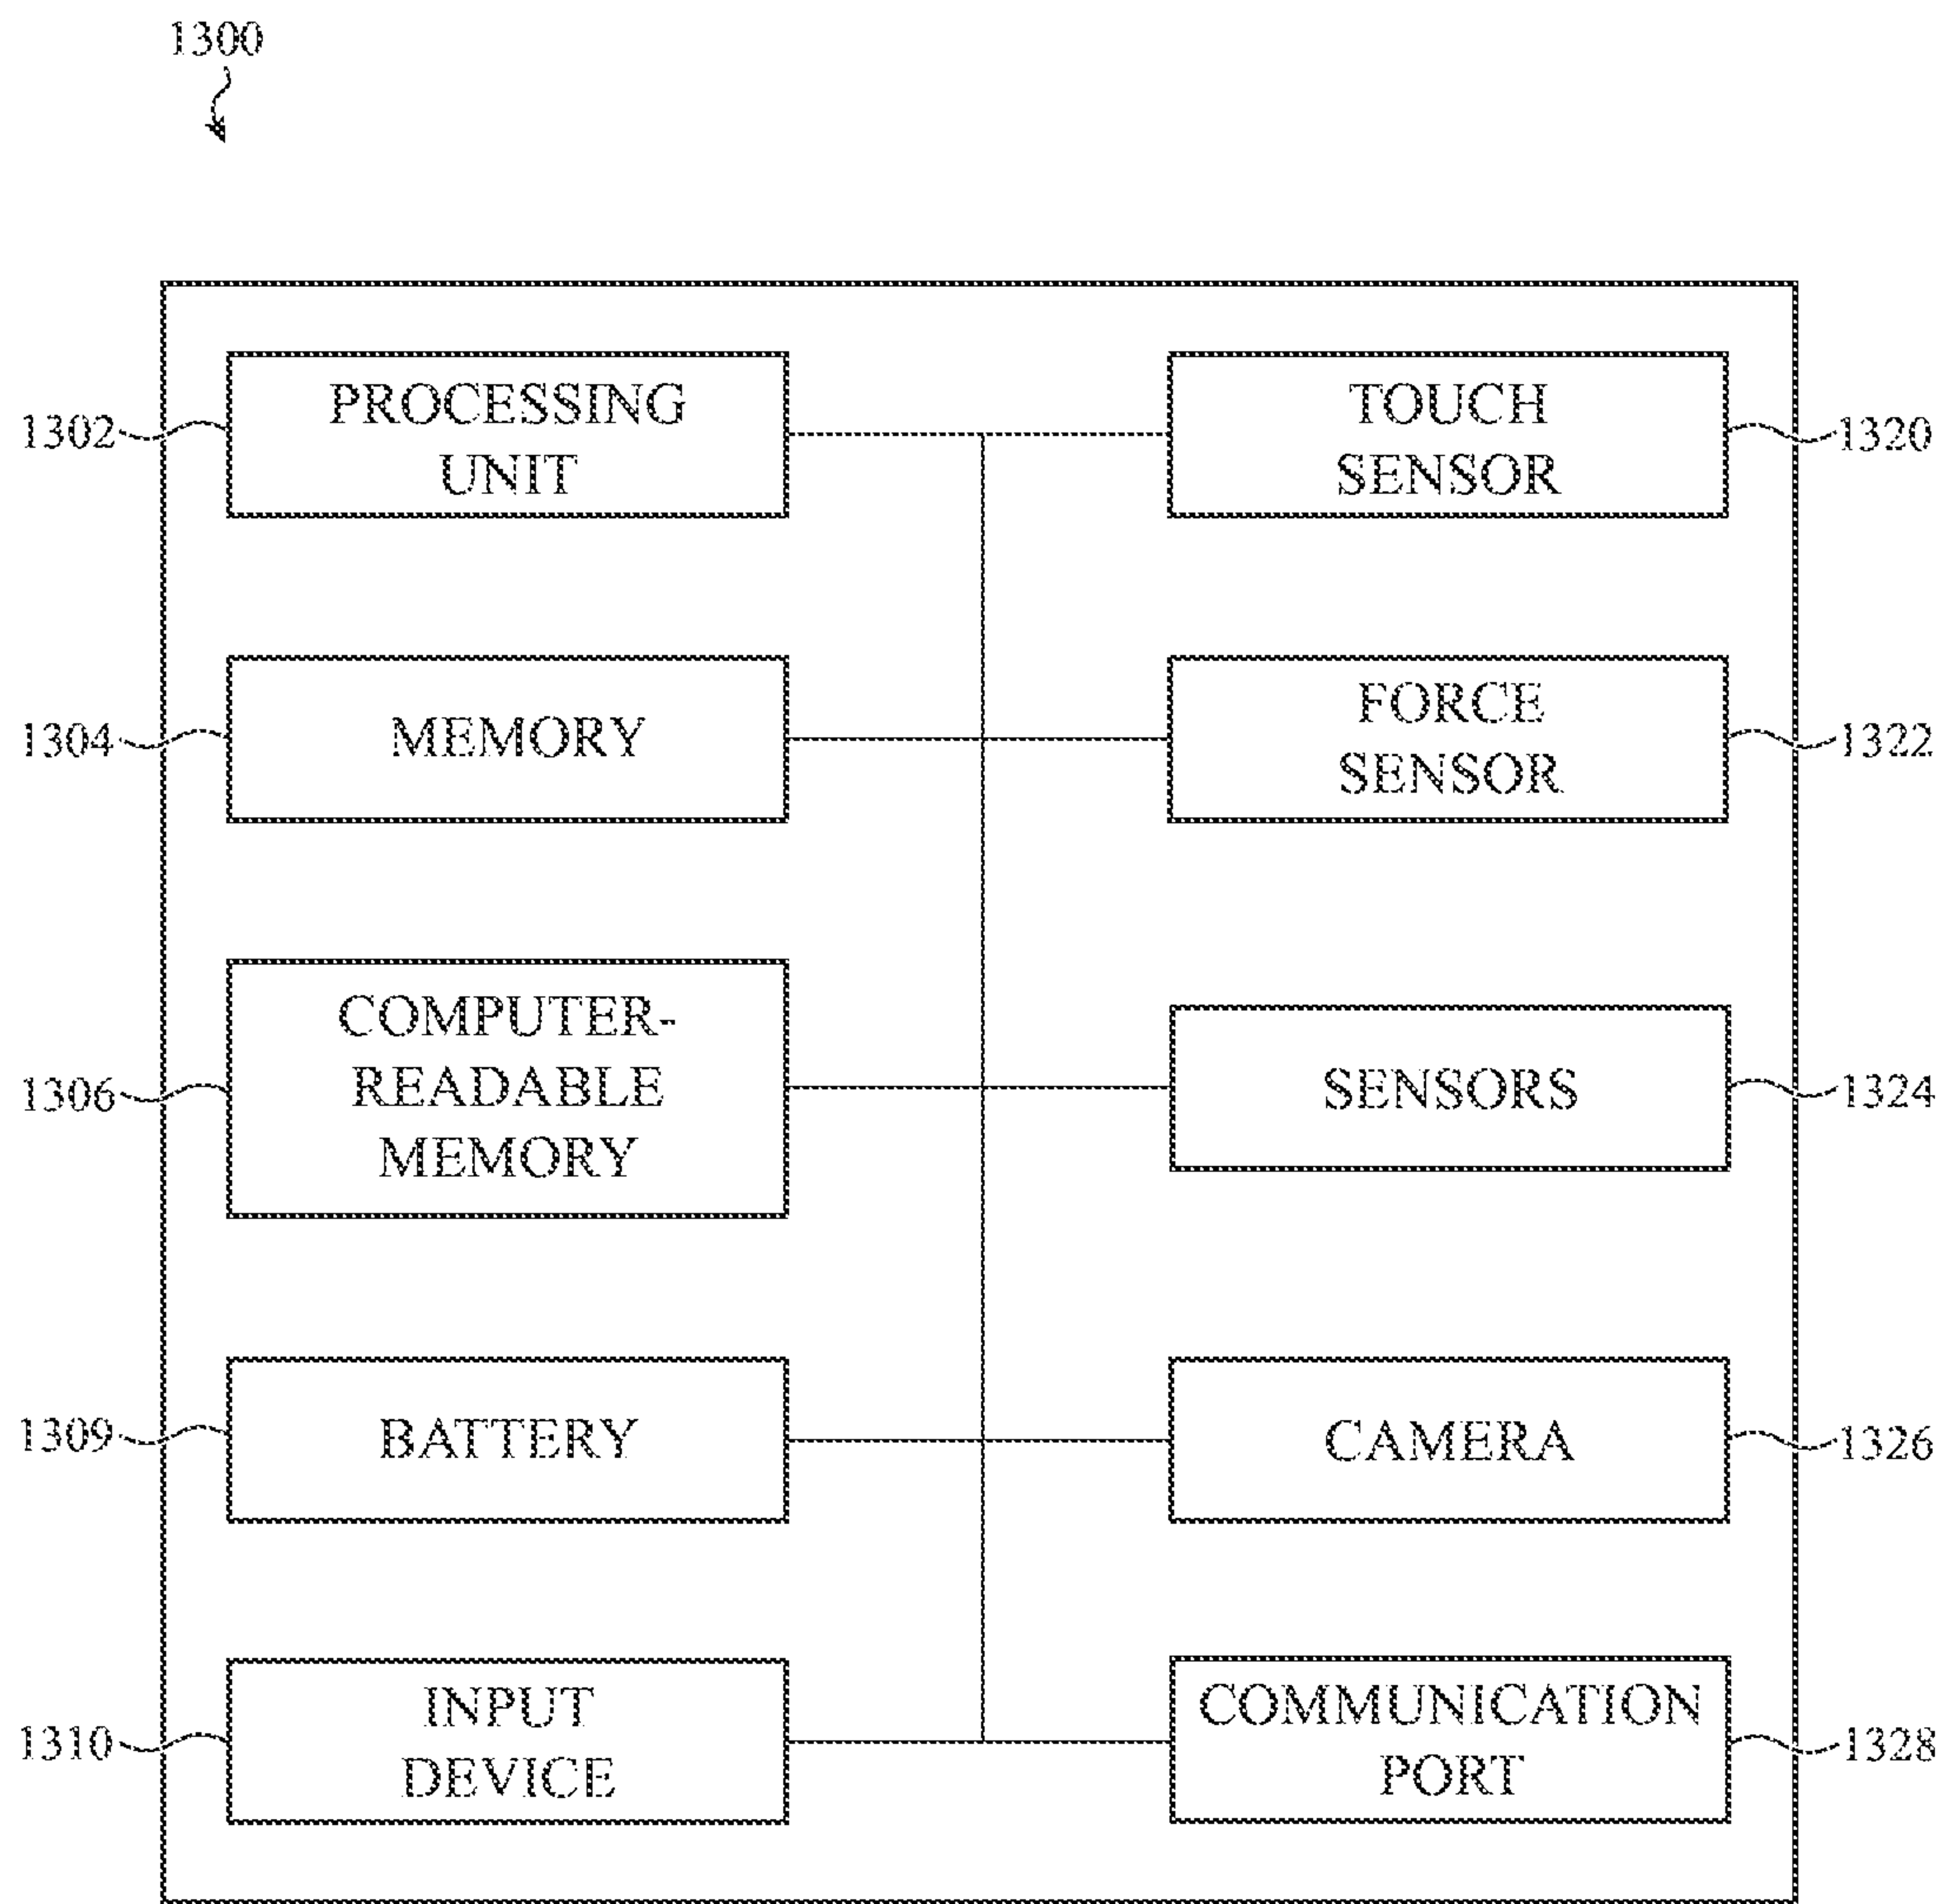 1300
1302
PROCESSING
UNIT
TOUCH
SENSOR
1320
1304
MEMORY
FORCE
SENSOR
1322
1306
COMPUTER-
READABLE
MEMORY
SENSORS
1324
1309
BATTERY
CAMERA
1326
1310
INPUT
DEVICE
COMMUNICATION
PORT
1328